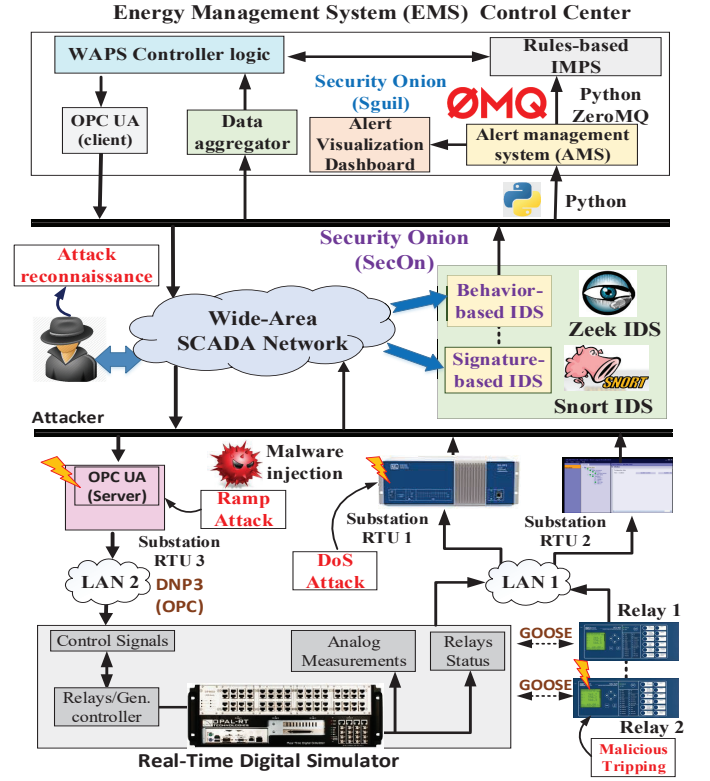 Energy Management System (EMS) Control Center
WAPS Controller logic
Rules-based
IMPS
Security Onion
(Sguil)
ØMQ
Python
ZeroMQ
OPC UA
(client)
Data
aggregator
Alert
Visualization
Dashboard
Alert management
system (AMS)
Python
Attack
reconnaissance
Security Onion
(SecOn)
Wide-Area
SCADA Network
Behavior-
based IDS
Zeek IDS
Signature-
based IDS
SNORT
Snort IDS
Attacker
OPC UA
(Server)
Malware
injection
Ramp
Attack
Substation
RTU 3
Substation
RTU 1
Substation
RTU 2
DoS
Attack
LAN 2
DNP3
(OPC)
LAN 1
Control Signals
Analog
Measurements
Relays
Status
GOOSE
Relay 1
Relays/Gen.
controller
OPAL-RT
TECHNOLOGIES
GOOSE
Relay 2
Real-Time Digital Simulator
Malicious
Tripping